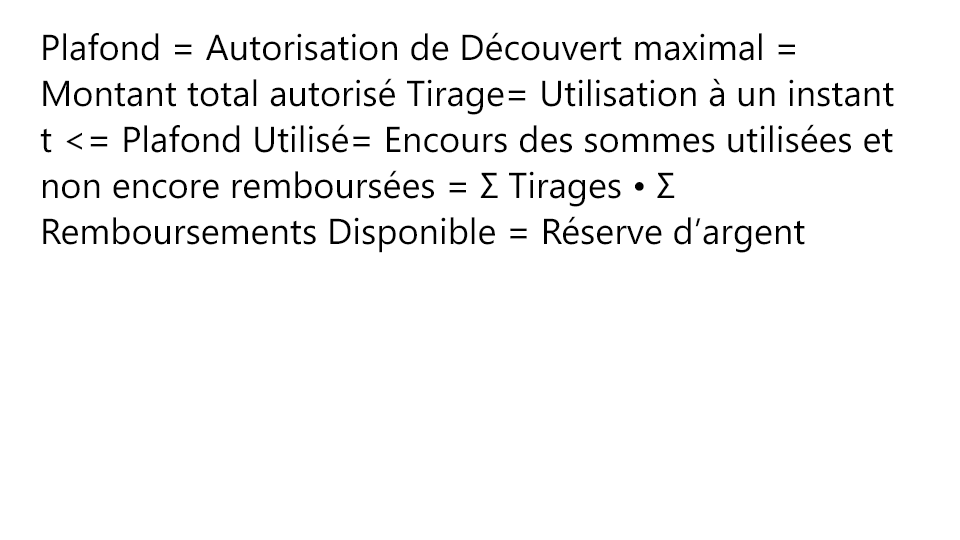 Plafond = Autorisation de Découvert maximal =
Montant total autorisé Tirage= Utilisation à un instant
t <= Plafond Utilisé= Encours des sommes utilisées et
non encore remboursées = Σ Tirages • Σ
Remboursements Disponible = Réserve d’argent